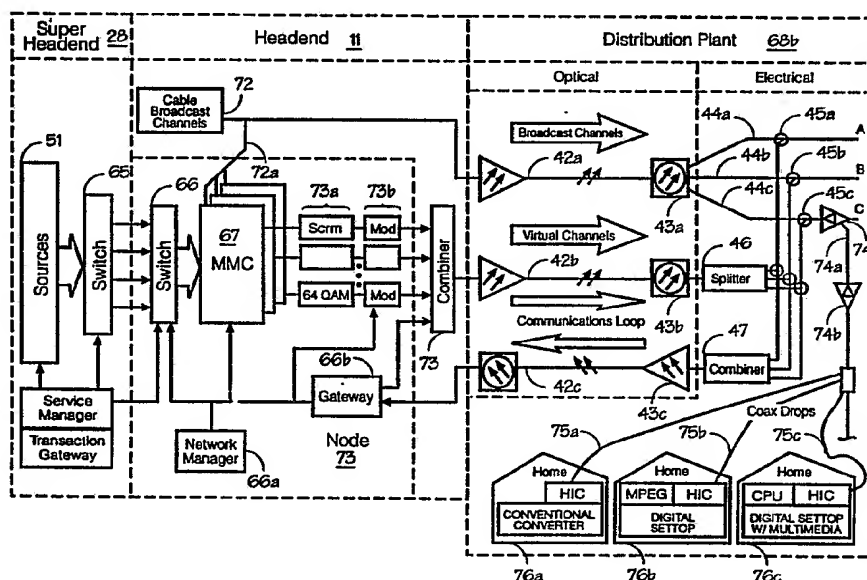 Super Headend 28
Headend 11
Distribution Plant 68b
Optical
Electrical
Cable Broadcast Channels
72
72a
51
65
66
Sources
Switch
Switch
67
MMC
73a
73b
Scrm
Mod
64 QAM
Mod
Combiner
73
Broadcast Channels
42a
43a
44a
44b
44c
45a
45b
45c
A
B
C
74
74a
74b
Virtual Channels
42b
43b
46
Splitter
Communications Loop
42c
43c
47
Combiner
66b
Gateway
Service Manager
Transaction Gateway
Network Manager
66a
Node 73
Coax Drops
75a
75b
75c
Home
HIC
CONVENTIONAL CONVERTER
76a
Home
MPEG
HIC
DIGITAL SETTOP
76b
Home
CPU
HIC
DIGITAL SETTOP W/ MULTIMEDIA
76c